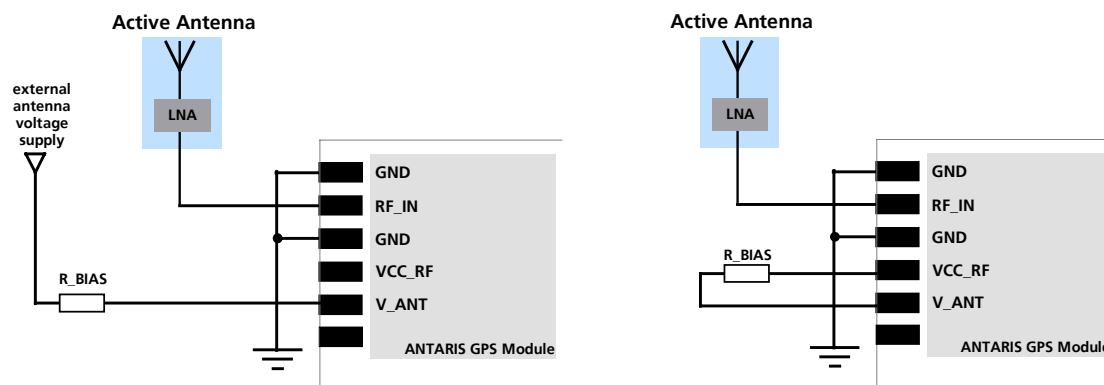 Active Antenna
external
antenna
voltage
supply
LNA
GND
RF_IN
GND
VCC_RF
R_BIAS
V_ANT
ANTARIS GPS Module
Active Antenna
LNA
GND
RF_IN
GND
R_BIAS
VCC_RF
V_ANT
ANTARIS GPS Module